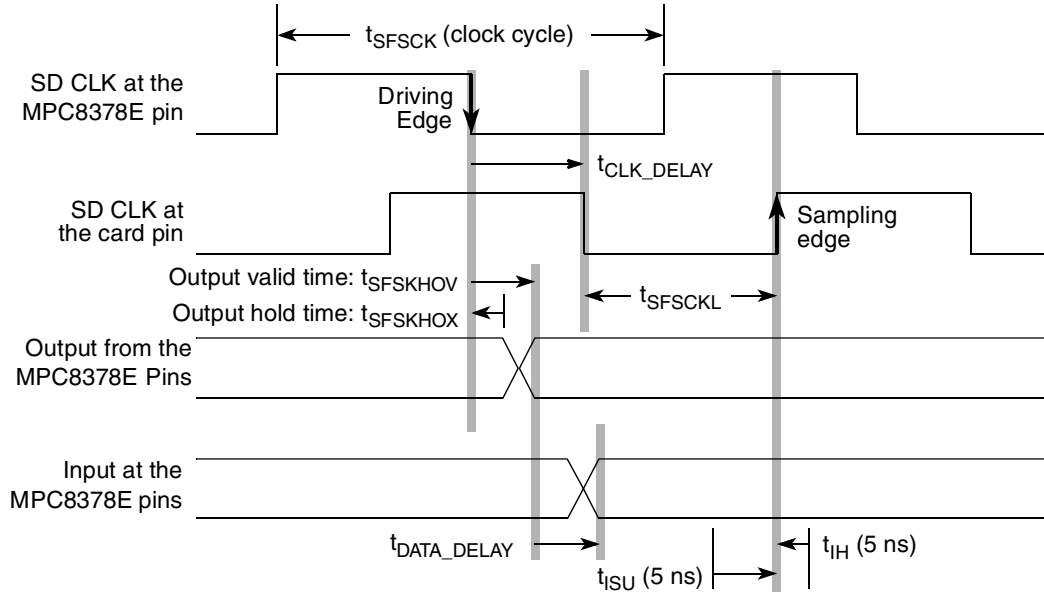 tSFSCK (clock cycle)
SD CLK at the
MPC8378E pin
Driving
Edge
tCLK_DELAY
SD CLK at
the card pin
Sampling
edge
Output valid time: tSFSKHOV
tSFSCKL
Output hold time: tSFSKHOX
Output from the
MPC8378E Pins
Input at the
MPC8378E pins
tDATA_DELAY
tIH (5 ns)
tISU (5 ns)